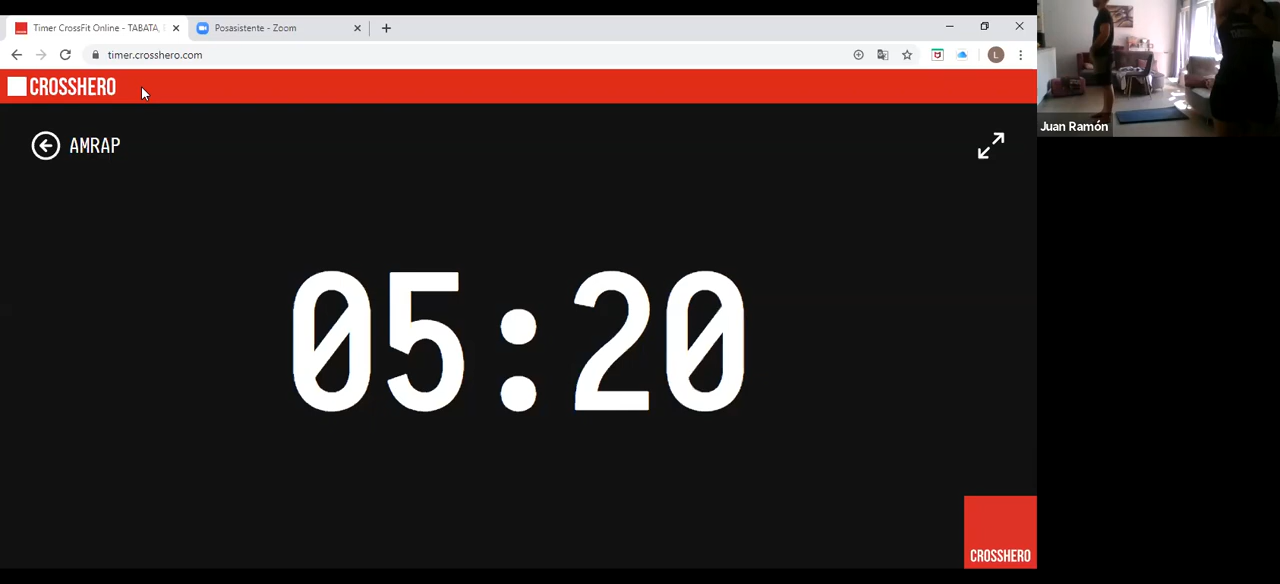 Timer CrossFit Online - TABATA,
Posasistente - Zoom
timer.crosshero.com
L
CROSSHERO
AMRAP
05:20
CROSSHERO
Juan Ramón